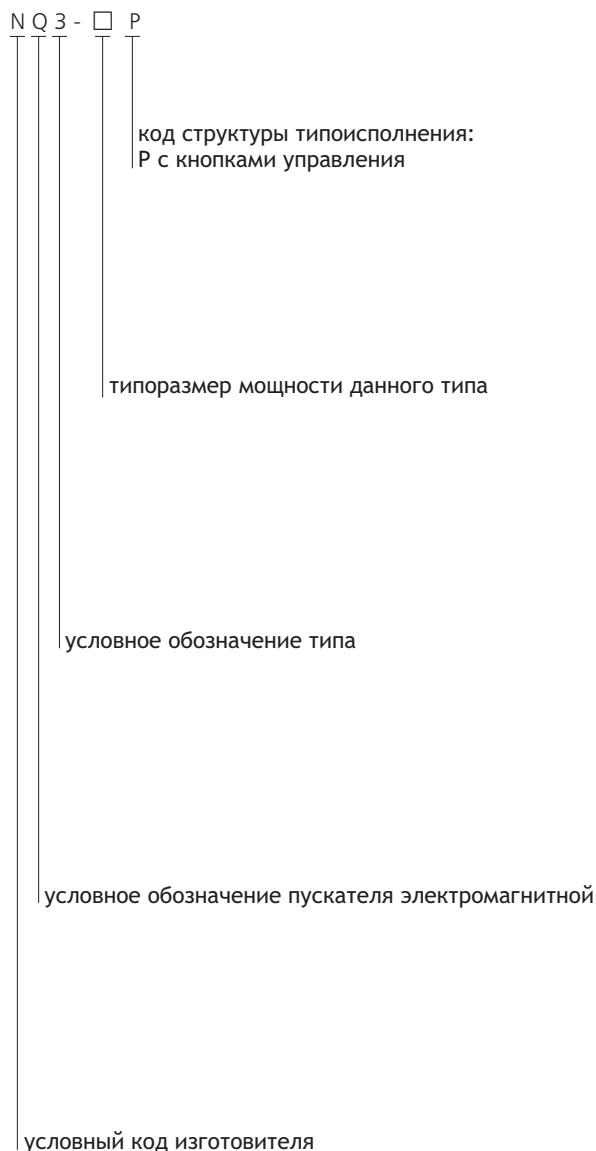 N Q 3 - □ P
код структуры типоисполнения:
P с кнопками управления
типоразмер мощности данного типа
условное обозначение типа
условное обозначение пускателя электромагнитной
условный код изготовителя